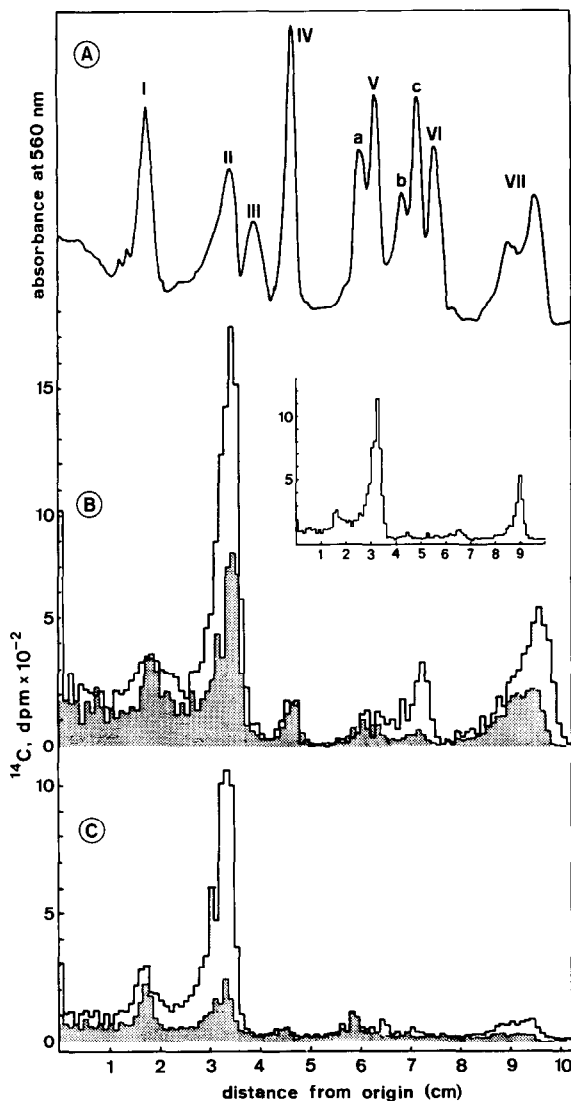 A
absorbance at 560 nm
I
II
III
IV
a
V
b
c
VI
VII
B
15
10
5
0
10
5
1 2 3 4 5 6 7 8 9
¹⁴C, dpm × 10⁻²
C
10
5
0
1 2 3 4 5 6 7 8 9 10
distance from origin (cm)